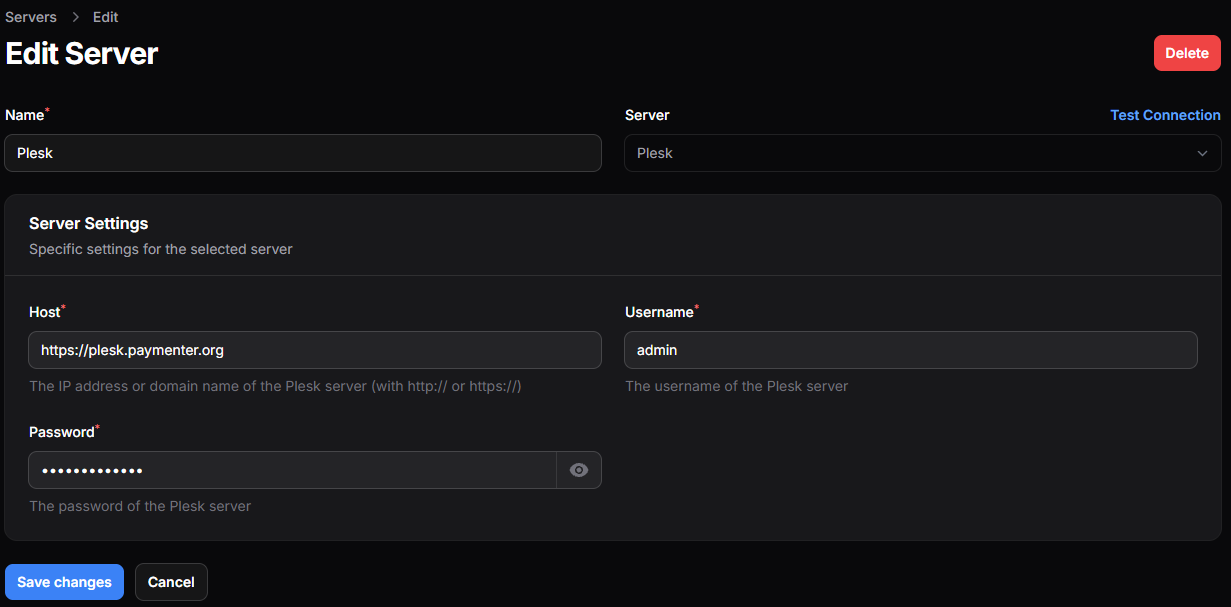 Servers > Edit
Edit Server
Delete
Name*
Server
Test Connection
Plesk
Plesk
Server Settings
Specific settings for the selected server
Host*
Username*
https://plesk.paymenter.org
admin
The IP address or domain name of the Plesk server (with http:// or https://)
The username of the Plesk server
Password*
•••••••••••••
The password of the Plesk server
Save changes
Cancel